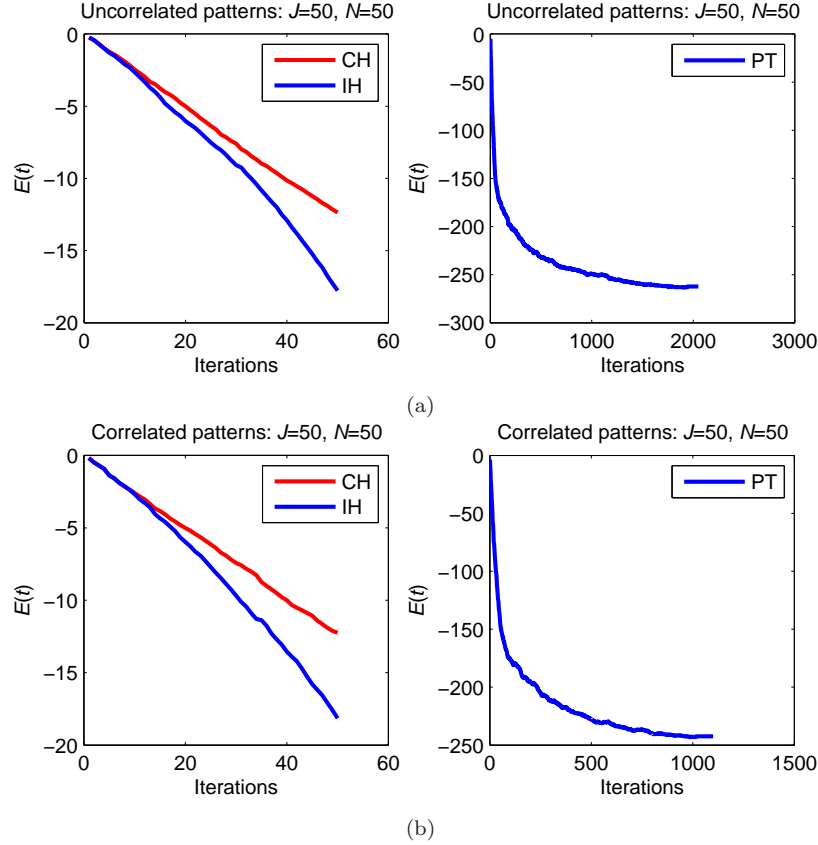 Uncorrelated patterns: J=50, N=50
0
−5
−10
−15
−20
0 20 40 60
E(t)
Iterations
CH
IH
Uncorrelated patterns: J=50, N=50
0
−50
−100
−150
−200
−250
−300
0 1000 2000 3000
E(t)
Iterations
PT
(a)
Correlated patterns: J=50, N=50
0
−5
−10
−15
−20
0 20 40 60
E(t)
Iterations
CH
IH
Correlated patterns: J=50, N=50
0
−50
−100
−150
−200
−250
0 500 1000 1500
E(t)
Iterations
PT
(b)